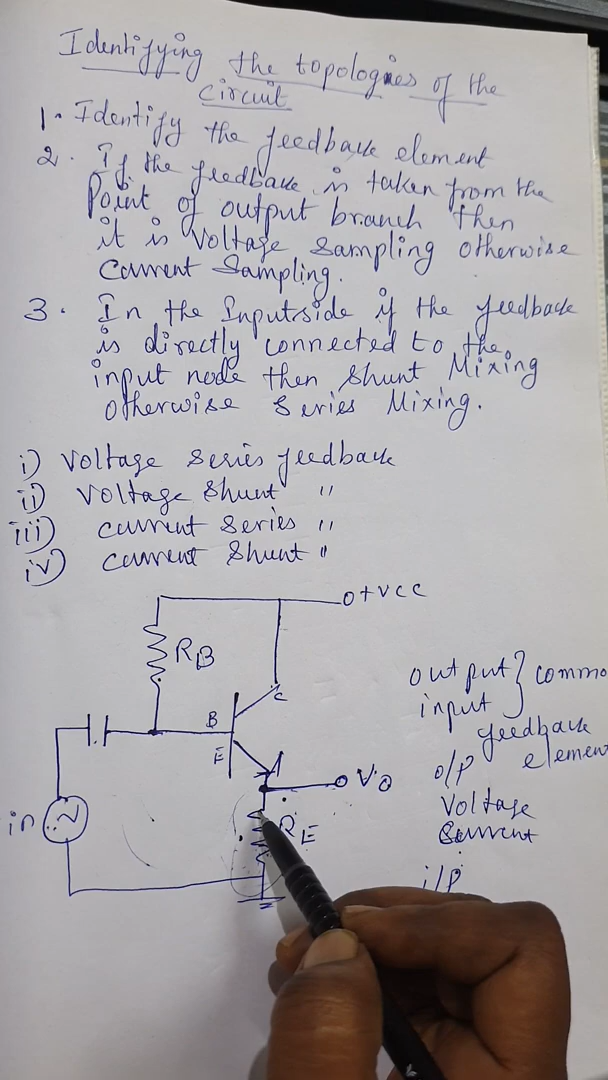 Identifying the topologies of the
circuit
1. Identify the feedback element
2. If the feedback is taken from the
Point of output branch then
it is Voltage Sampling otherwise
Current Sampling.
3. In the Inputside if the feedback
is directly connected to the
input node then Shunt Mixing
otherwise Series Mixing.
i) Voltage series feedback
ii) Voltage Shunt "
iii) current series "
iv) current Shunt "
o+VCC
RB
C
B
E
Vo
RE
in
output } commo
input
feedback
element
o/p
Voltage
Current
i/p